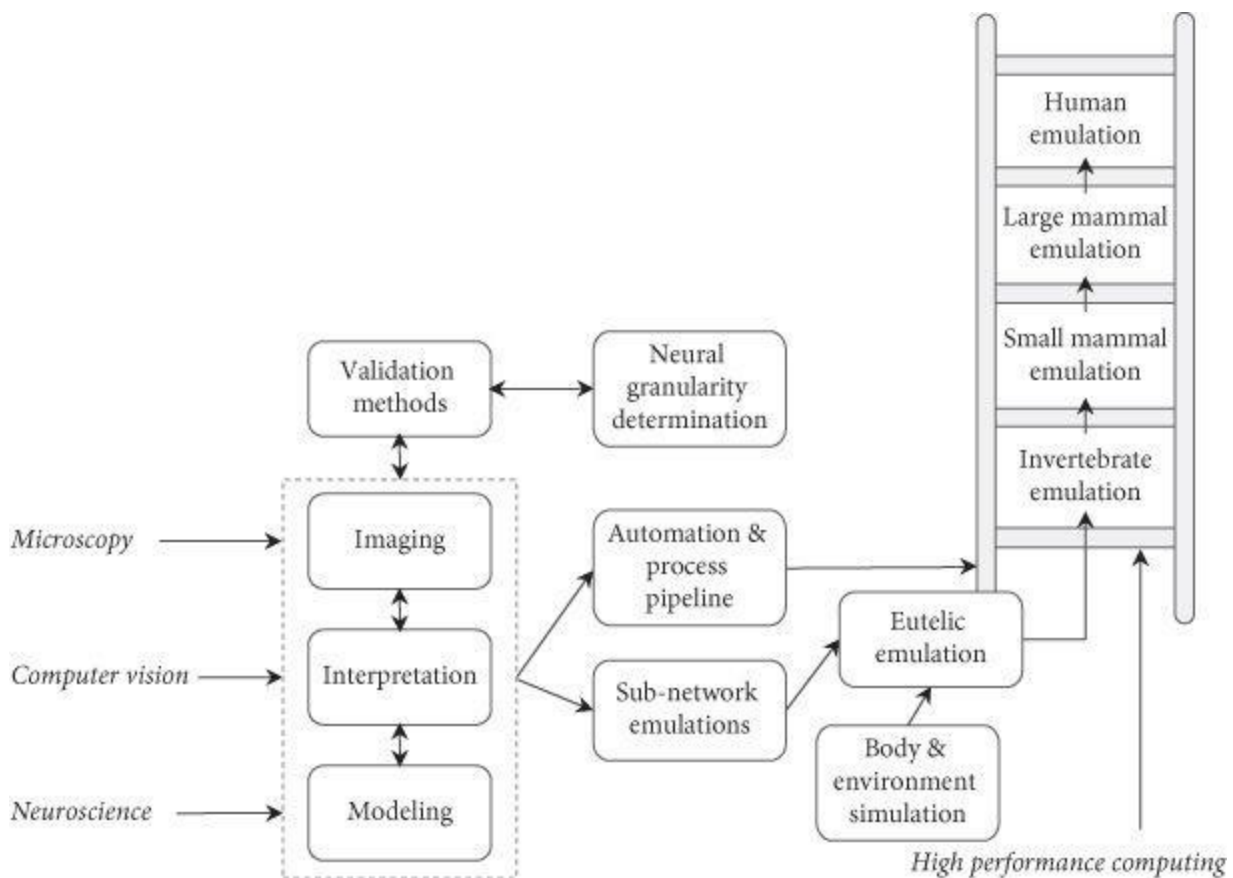 Human
emulation
Large mammal
emulation
Small mammal
emulation
Invertebrate
emulation
Validation
methods
Neural
granularity
determination
Microscopy
Imaging
Automation &
process
pipeline
Computer vision
Interpretation
Sub-network
emulations
Eutelic
emulation
Body &
environment
simulation
Neuroscience
Modeling
High performance computing